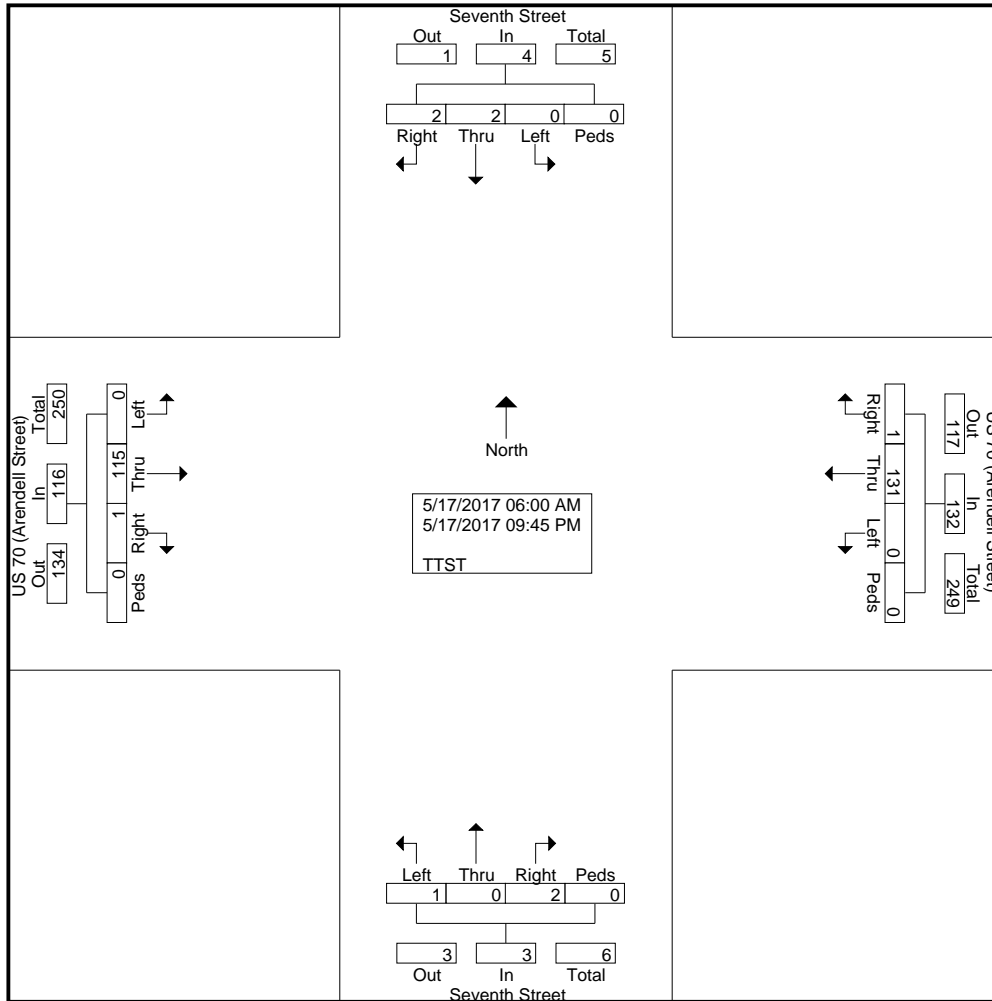 Seventh Street
Out In Total
1 4 5
2 2 0 0
Right Thru Left Peds
US 70 (Arendell Street)
Total In Out
250 116 134
0 115 1 0
Left Thru Right Peds
North
5/17/2017 06:00 AM
5/17/2017 09:45 PM
TTST
US 70 (Arendell Street)
Out In Total
117 132 249
1 131 0 0
Right Thru Left Peds
Left Thru Right Peds
1 0 2 0
3 3 6
Out In Total
Seventh Street